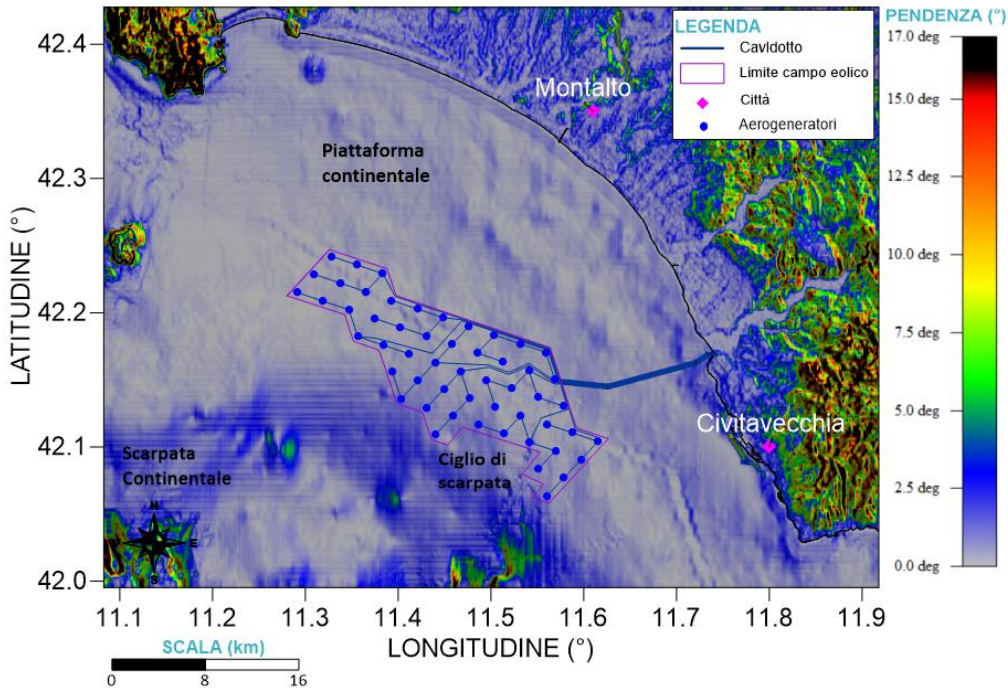 LEGENDA
Cavidotto
Limite campo eolico
Città
Aerogeneratori
PENDENZA (°)
17.0 deg
15.0 deg
12.5 deg
10.0 deg
7.5 deg
5.0 deg
2.5 deg
0.0 deg
42.4
42.3
42.2
42.1
42.0
LATITUDINE (°)
Montalto
Piattaforma
continentale
Civitavecchia
Scarpata
Continentale
Ciglio di
scarpata
N
E
S
11.1 11.2 11.3 11.4 11.5 11.6 11.7 11.8 11.9
LONGITUDINE (°)
SCALA (km)
0 8 16